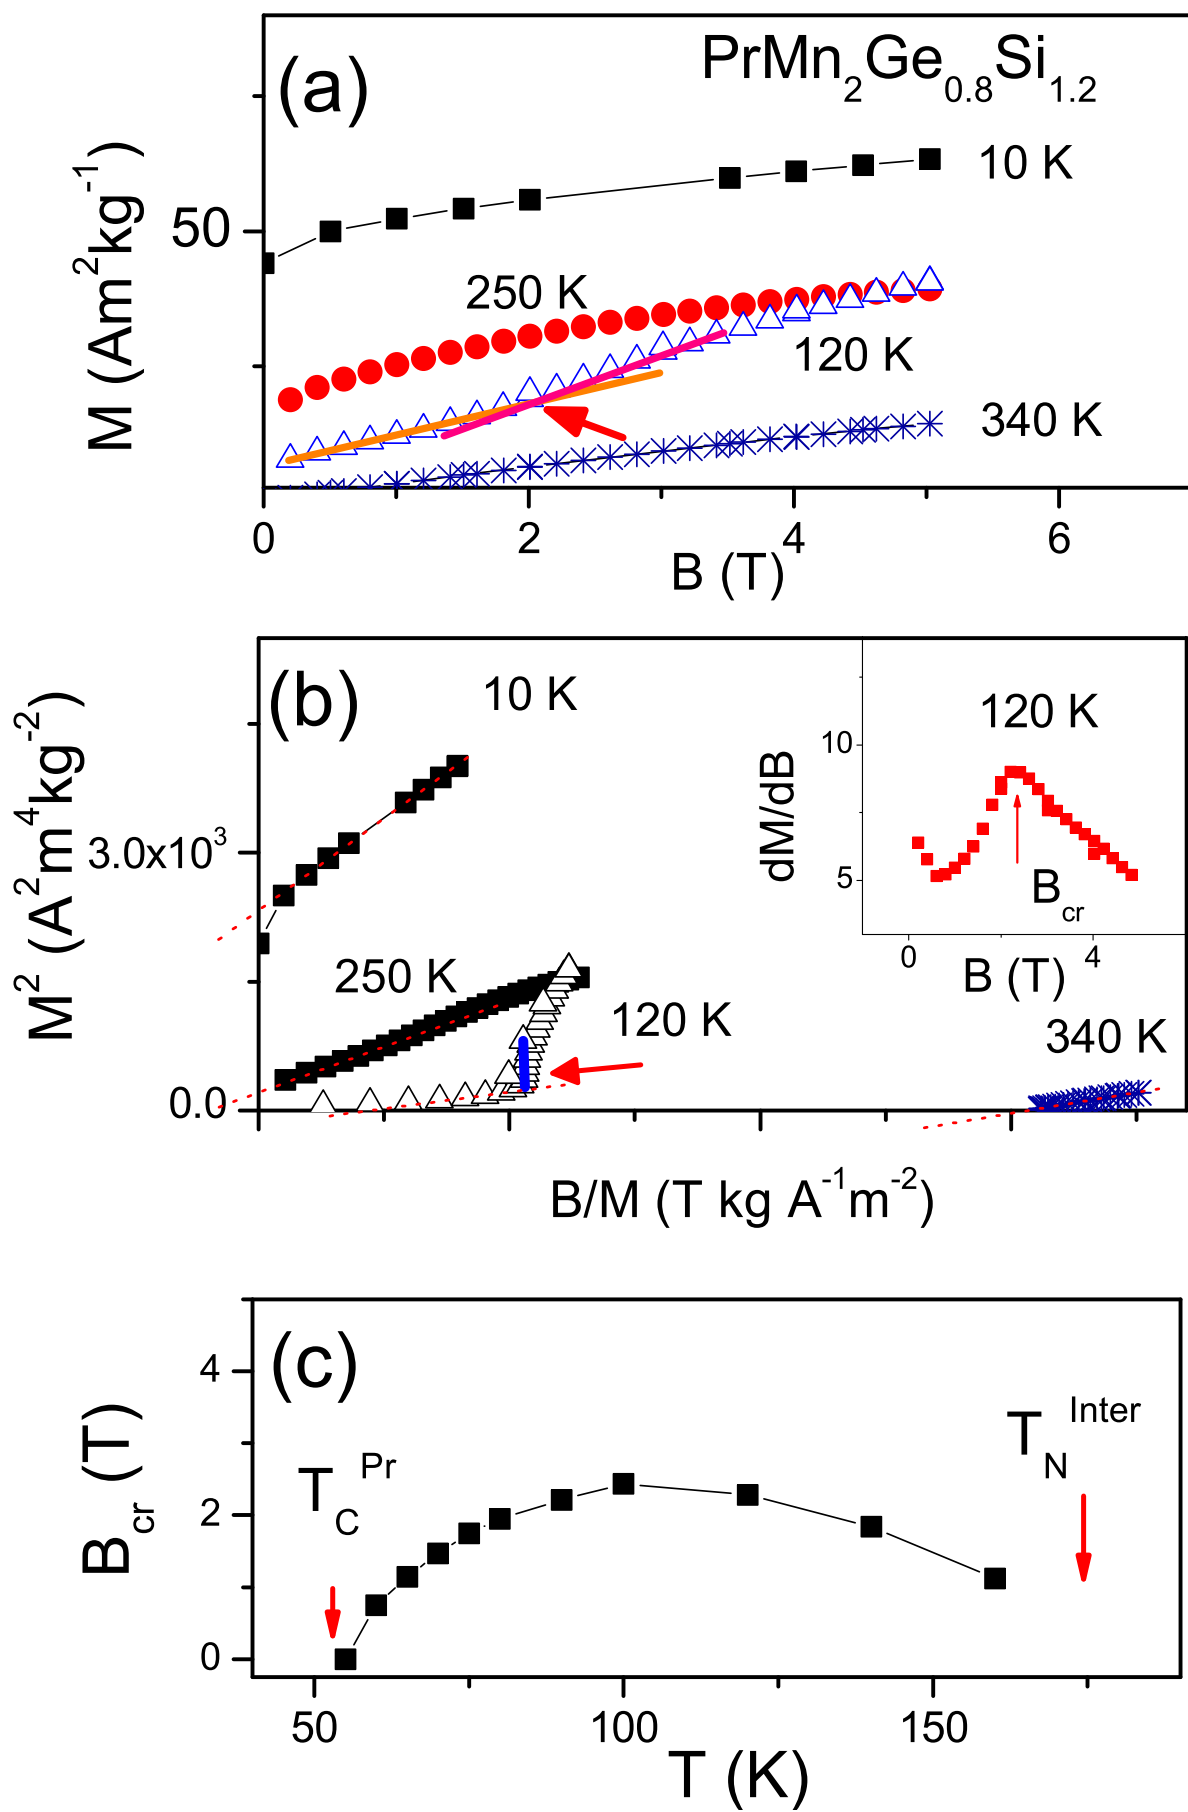 (a)
PrMn2Ge0.8Si1.2
10 K
50
250 K
120 K
340 K
M (Am2kg-1)
0 2 4 6
B (T)
(b)
10 K
120 K
10
5
dM/dB
Bcr
0 4
B (T)
3.0x103
250 K
120 K
340 K
0.0
M2 (A2m4kg-2)
B/M (T kg A-1m-2)
(c)
4
TN Inter
TC Pr
2
0
Bcr (T)
50 100 150
T (K)